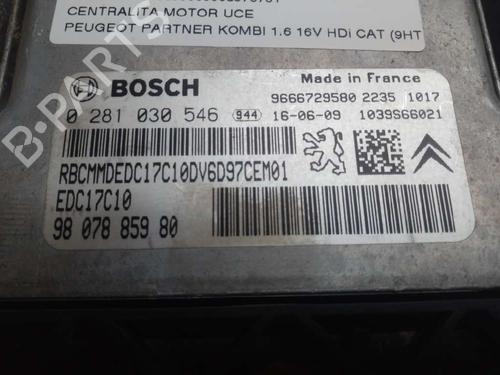 CENTRALITA MOTOR UCE
PEUGEOT PARTNER KOMBI 1.6 16V HDi CAT (9HT
BOSCH
Made in France
9666729580 2235 1017
0 281 030 546 944 16-06-09 1039S66021
RBCMMDEDC17C10DV6D97CEM01
EDC17C10
98 078 859 80
B-PARTS